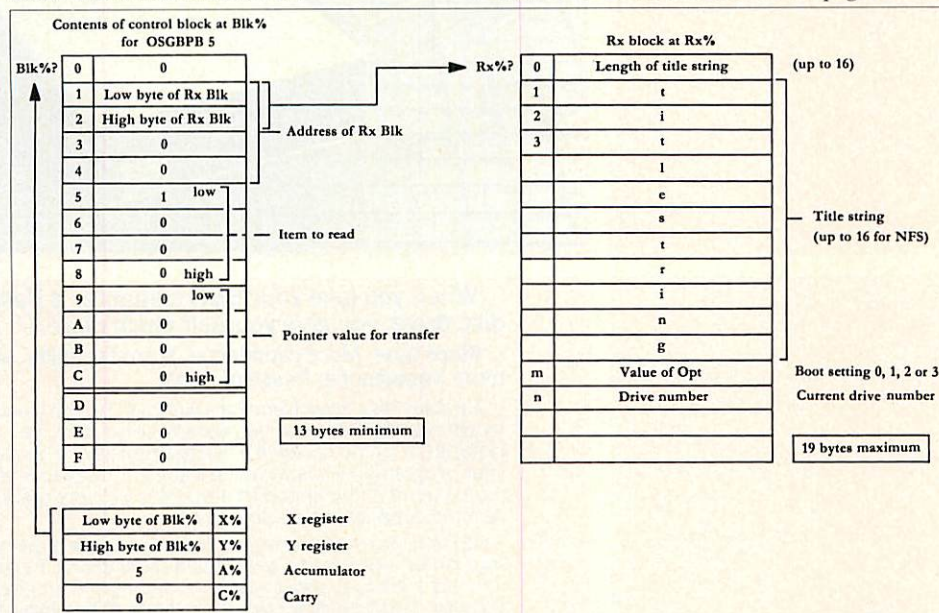 Contents of control block at Blk%
for OSGBPB 5
Blk%? 0 0
1 Low byte of Rx Blk
2 High byte of Rx Blk
3 0
4 0
Address of Rx Blk
5 1 low
6 0
7 0
8 0 high
Item to read
9 0 low
A 0
B 0
C 0 high
Pointer value for transfer
D 0
E 0
F 0
13 bytes minimum
Low byte of Blk% X% X register
High byte of Blk% Y% Y register
5 A% Accumulator
0 C% Carry
Rx block at Rx%
Rx%? 0 Length of title string (up to 16)
1 t
2 i
3 t
l
e
s
t
r
i
n
g
Title string
(up to 16 for NFS)
m Value of Opt Boot setting 0, 1, 2 or 3
n Drive number Current drive number
19 bytes maximum